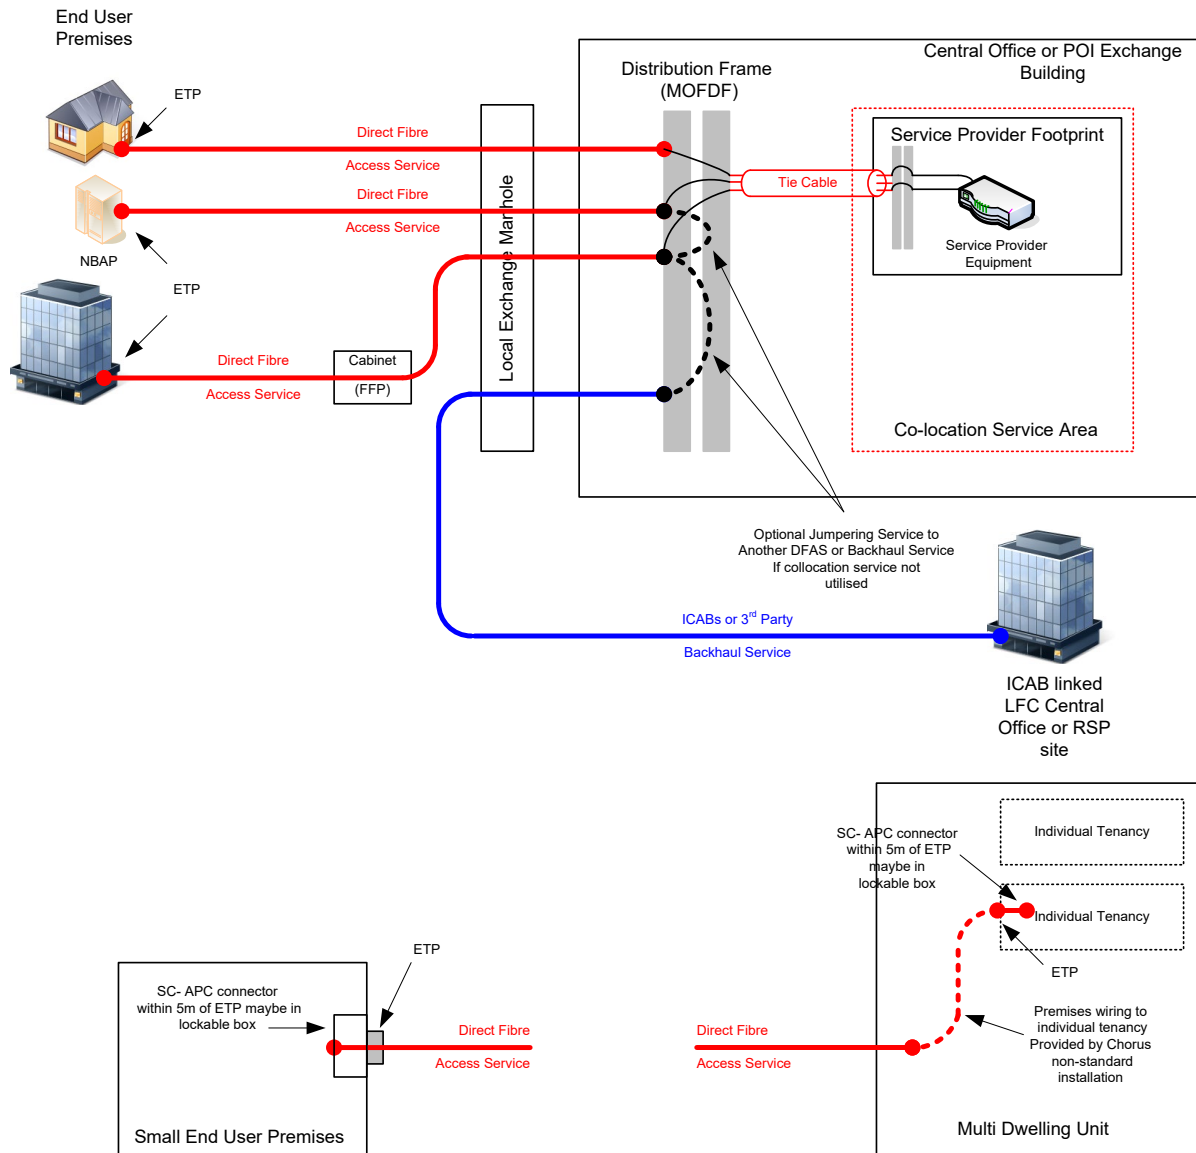 End User
Premises
ETP
Direct Fibre
Access Service
Direct Fibre
Access Service
NBAP
ETP
Direct Fibre
Access Service
Cabinet
(FFP)
Local Exchange Manhole
Distribution Frame
(MOFDF)
Central Office or POI Exchange
Building
Service Provider Footprint
Tie Cable
Service Provider
Equipment
Co-location Service Area
Optional Jumpering Service to
Another DFAS or Backhaul Service
If collocation service not
utilised
ICABs or 3rd Party
Backhaul Service
ICAB linked
LFC Central
Office or RSP
site
SC- APC connector
within 5m of ETP maybe in
lockable box
ETP
Direct Fibre
Access Service
Small End User Premises
Direct Fibre
Access Service
SC- APC connector
within 5m of ETP
maybe in
lockable box
Individual Tenancy
Individual Tenancy
ETP
Premises wiring to
individual tenancy
Provided by Chorus
non-standard
installation
Multi Dwelling Unit